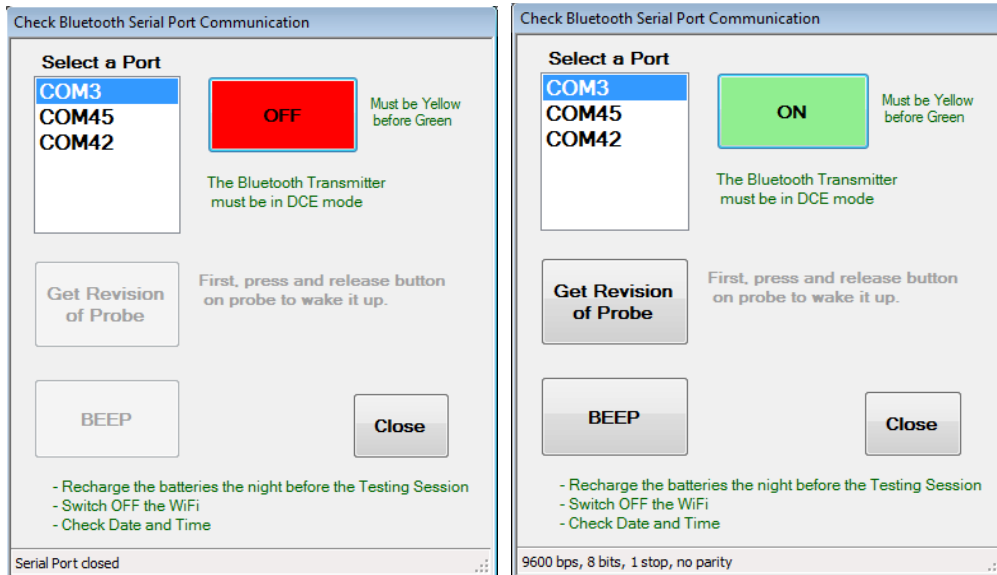 Check Bluetooth Serial Port Communication
Select a Port
COM3
COM45
COM42
OFF
Must be Yellow
before Green
The Bluetooth Transmitter
must be in DCE mode
Get Revision
of Probe
First, press and release button
on probe to wake it up.
BEEP
Close
- Recharge the batteries the night before the Testing Session
- Switch OFF the WiFi
- Check Date and Time
Serial Port closed
Check Bluetooth Serial Port Communication
Select a Port
COM3
COM45
COM42
ON
Must be Yellow
before Green
The Bluetooth Transmitter
must be in DCE mode
Get Revision
of Probe
First, press and release button
on probe to wake it up.
BEEP
Close
- Recharge the batteries the night before the Testing Session
- Switch OFF the WiFi
- Check Date and Time
9600 bps, 8 bits, 1 stop, no parity